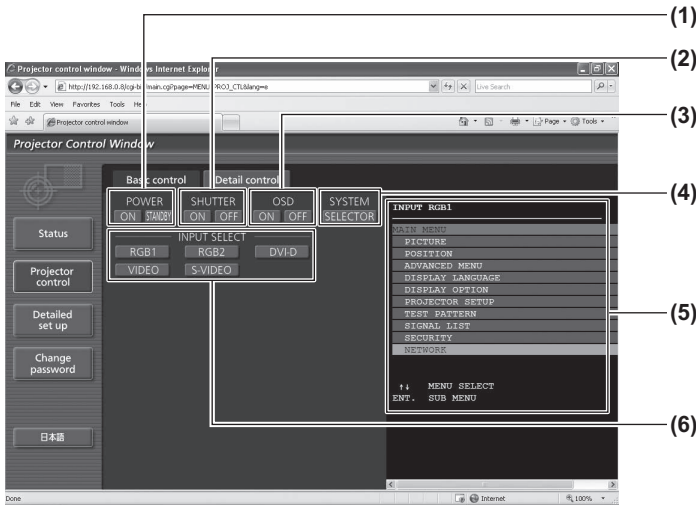 (1)
(2)
(3)
(4)
(5)
(6)
Projector control window - Windows Internet Explorer
http://192.168.0.8/cgi-bin/main.cgi?page=MENU_PROJ_CTL&lang=e
Live Search
File Edit View Favorites Tools Help
Projector control window
Page Tools
Projector Control Window
Basic control Detail control
POWER SHUTTER OSD SYSTEM
ON STANDBY ON OFF ON OFF SELECTOR
INPUT SELECT
RGB1 RGB2 DVI-D
VIDEO S-VIDEO
Status
Projector
control
Detailed
set up
Change
password
日本語
INPUT RGB1
MAIN MENU
PICTURE
POSITION
ADVANCED MENU
DISPLAY LANGUAGE
DISPLAY OPTION
PROJECTOR SETUP
TEST PATTERN
SIGNAL LIST
SECURITY
NETWORK
↑↓ MENU SELECT
ENT. SUB MENU
Done Internet 100%